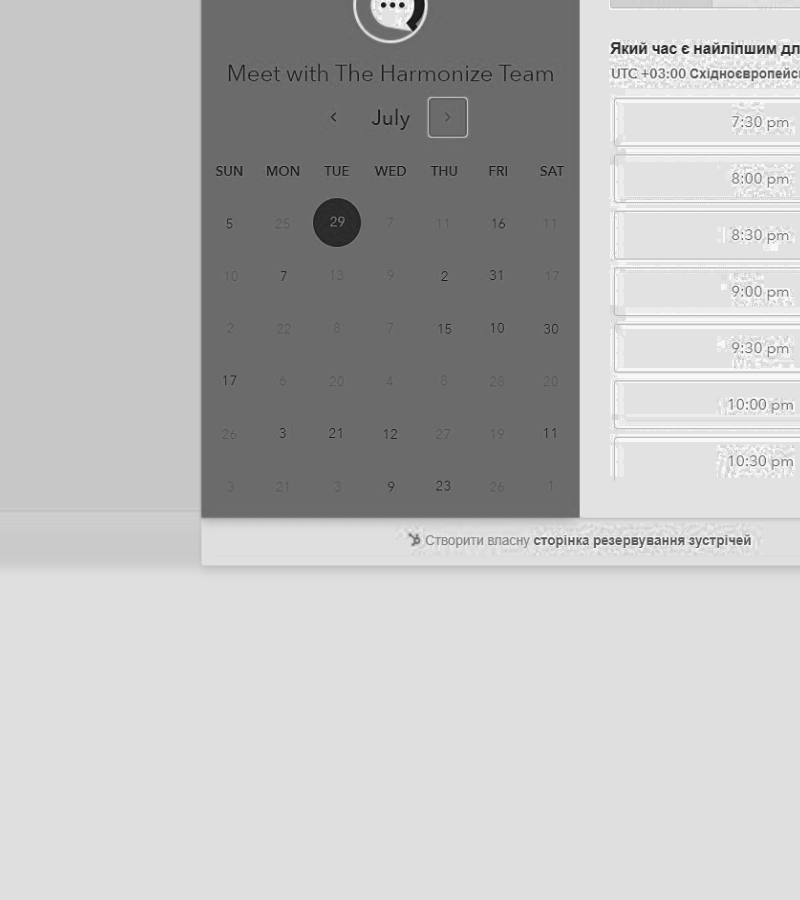 Meet with The Harmonize Team
July
SUN MON TUE WED THU FRI SAT
5 25 29 7 11 16 11
10 7 13 9 2 31 17
2 22 8 7 15 10 30
17 6 20 4 8 28 20
26 3 21 12 27 19 11
3 21 3 9 23 26 1
Який час є найліпшим дл
UTC +03:00 Східноєвропейс
7:30 pm
8:00 pm
8:30 pm
9:00 pm
9:30 pm
10:00 pm
10:30 pm
Створити власну сторінка резервування зустрічей